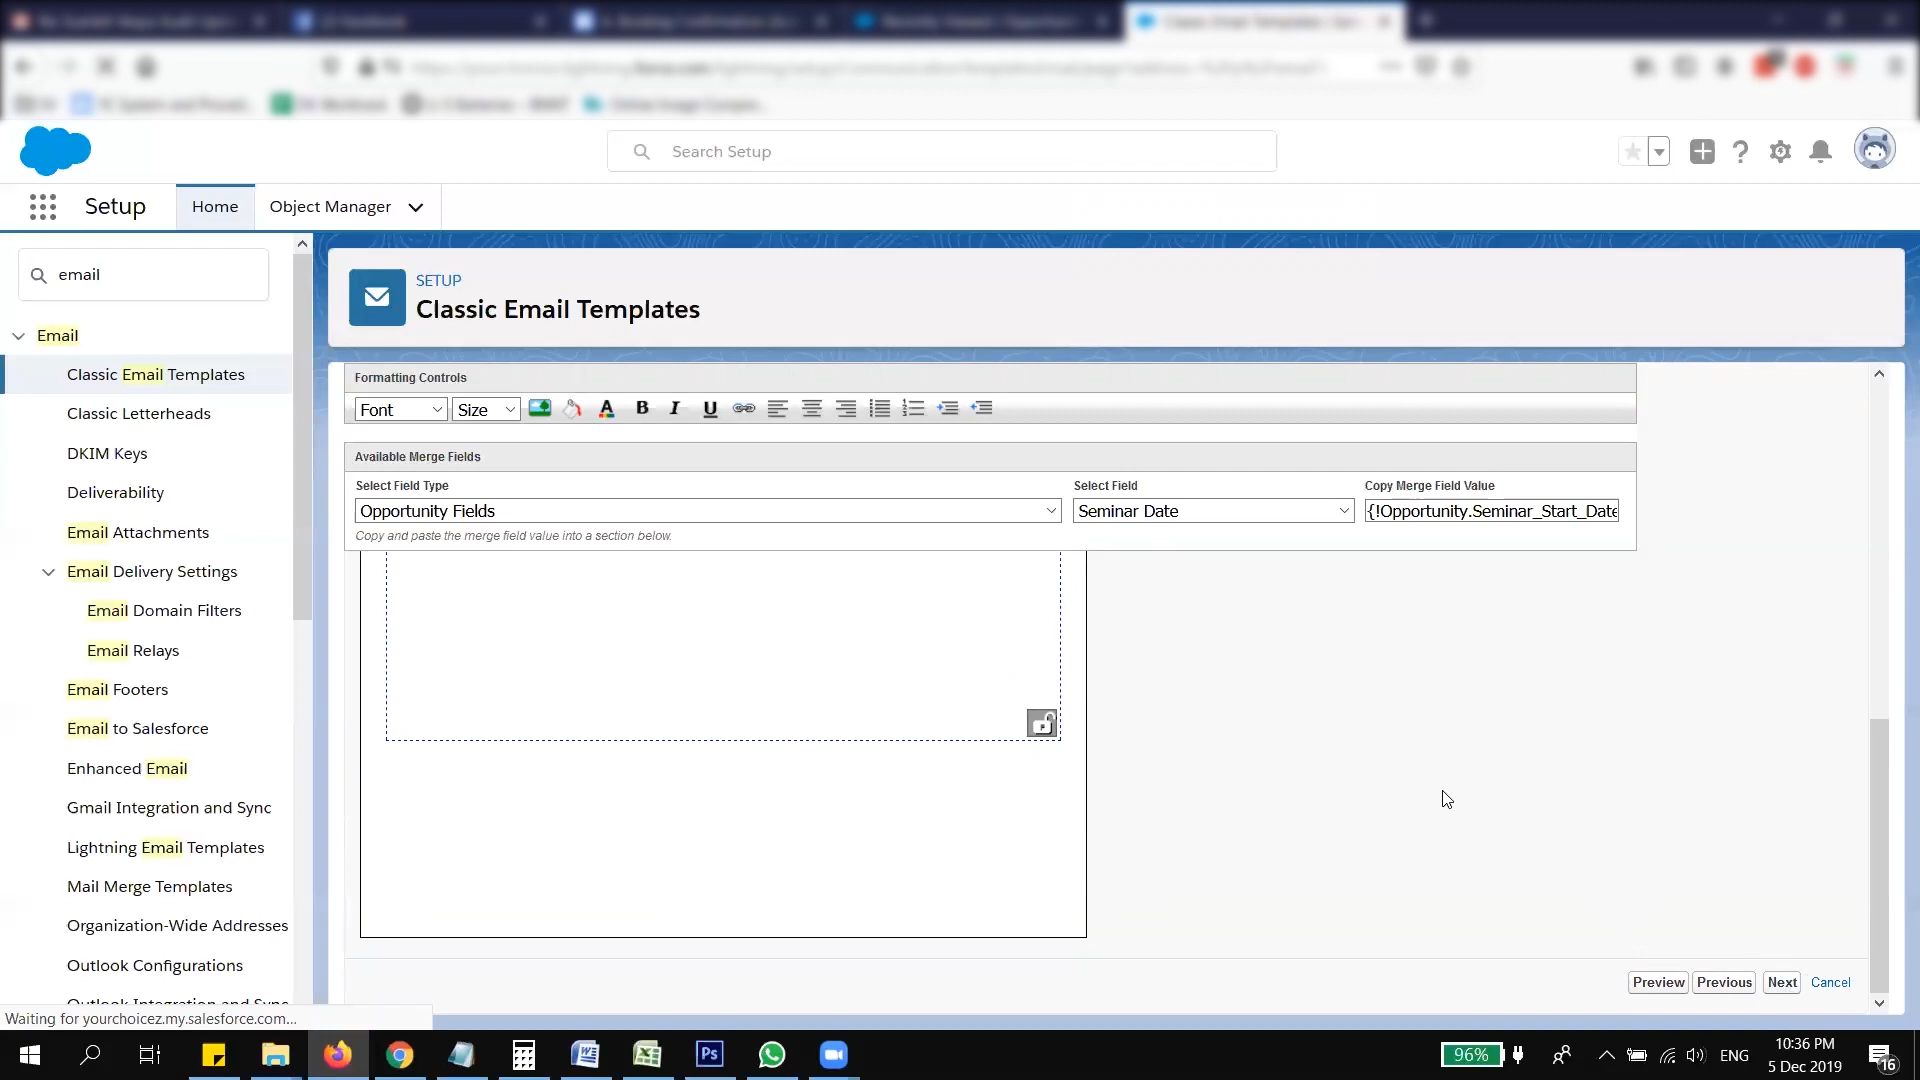 Search Setup
Setup
Home
Object Manager
email
SETUP
Classic Email Templates
Email
Classic Email Templates
Classic Letterheads
DKIM Keys
Deliverability
Email Attachments
Email Delivery Settings
Email Domain Filters
Email Relays
Email Footers
Email to Salesforce
Enhanced Email
Gmail Integration and Sync
Lightning Email Templates
Mail Merge Templates
Organization-Wide Addresses
Outlook Configurations
Outlook Integration and Sync
Formatting Controls
Font
Size
B
I
U
Available Merge Fields
Select Field Type
Select Field
Copy Merge Field Value
Opportunity Fields
Seminar Date
{!Opportunity.Seminar_Start_Date
Copy and paste the merge field value into a section below.
Preview
Previous
Next
Cancel
Waiting for yourchoicez.my.salesforce.com...
96%
ENG
10:36 PM
5 Dec 2019
16